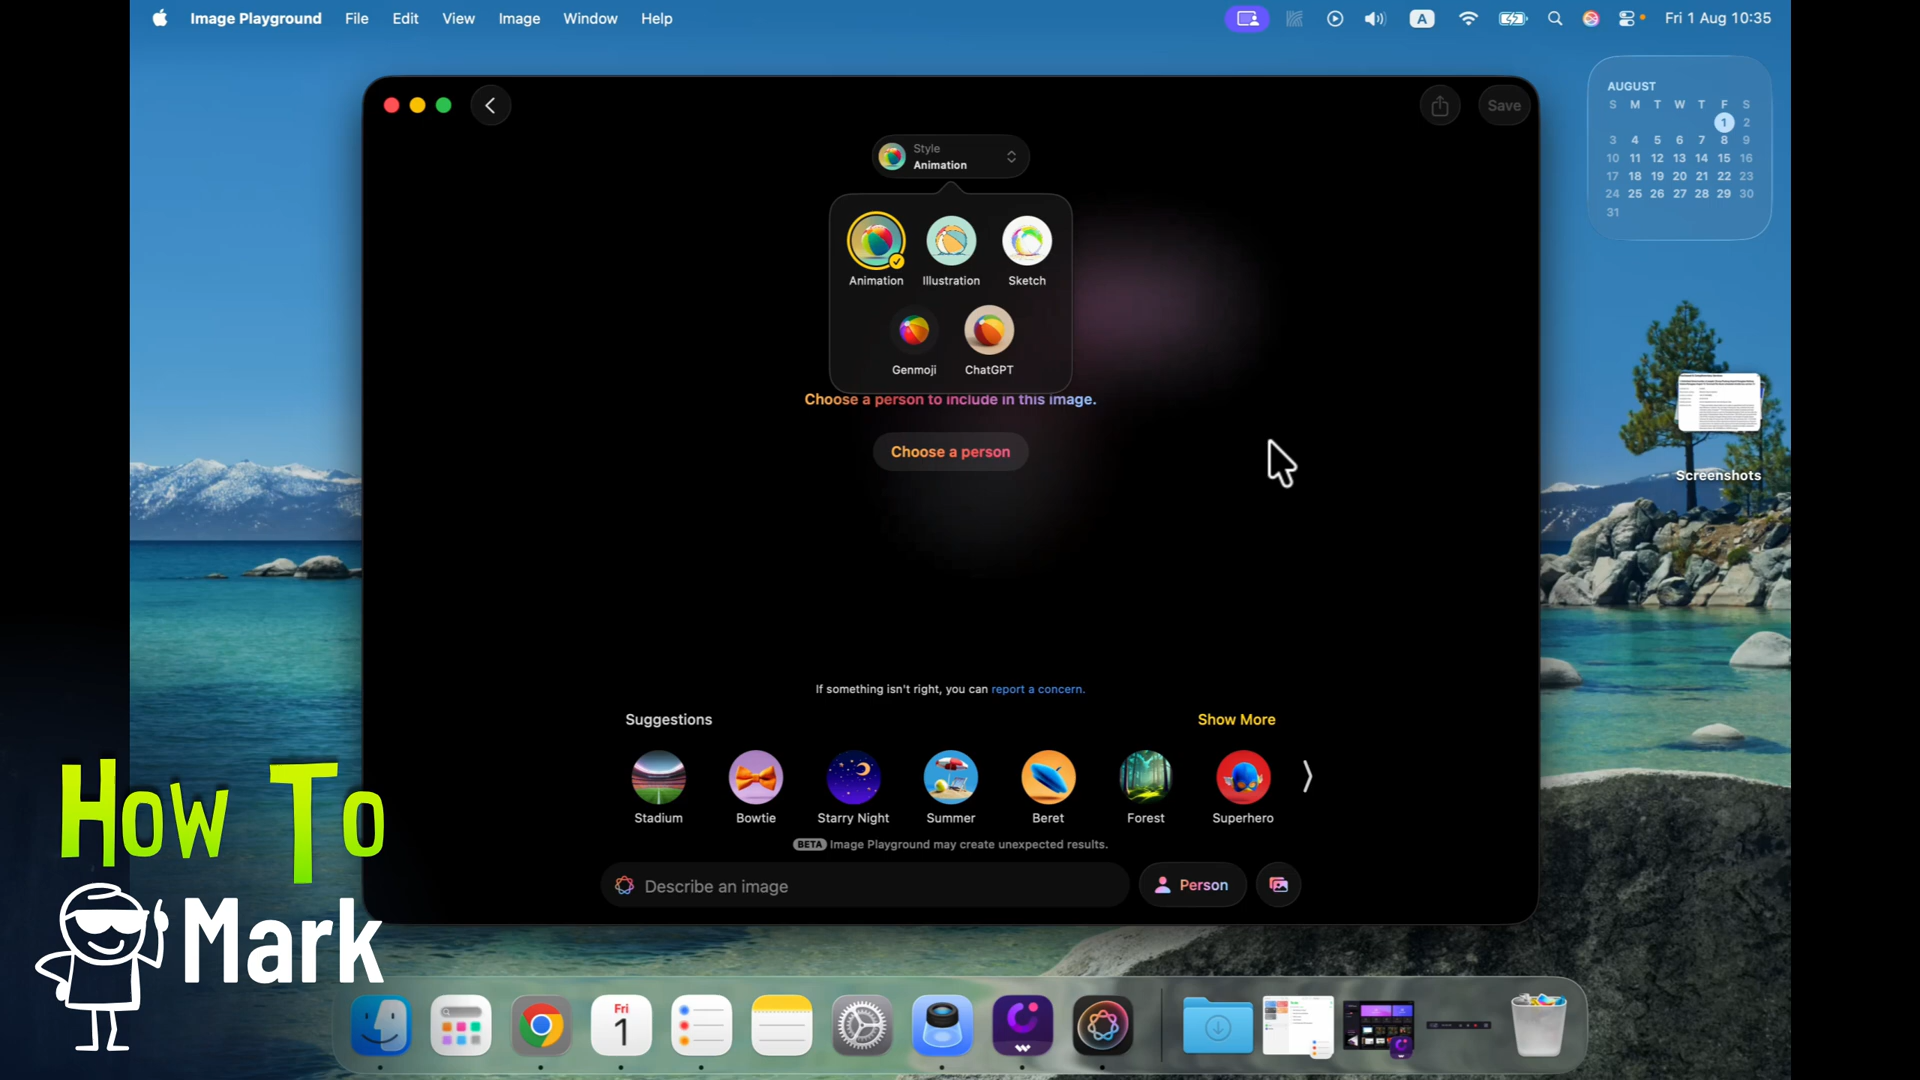 Image Playground File Edit View Image Window Help
A
Fri 1 Aug 10:35
Save
AUGUST
S M T W T F S
1 2
3 4 5 6 7 8 9
10 11 12 13 14 15 16
17 18 19 20 21 22 23
24 25 26 27 28 29 30
31
Style
Animation
Animation Illustration Sketch
Genmoji ChatGPT
Choose a person to include in this image.
Choose a person
Screenshots
If something isn't right, you can report a concern.
Suggestions
Show More
Stadium Bowtie Starry Night Summer Beret Forest Superhero
BETA Image Playground may create unexpected results.
Describe an image
Person
How To
Mark
Fri
1